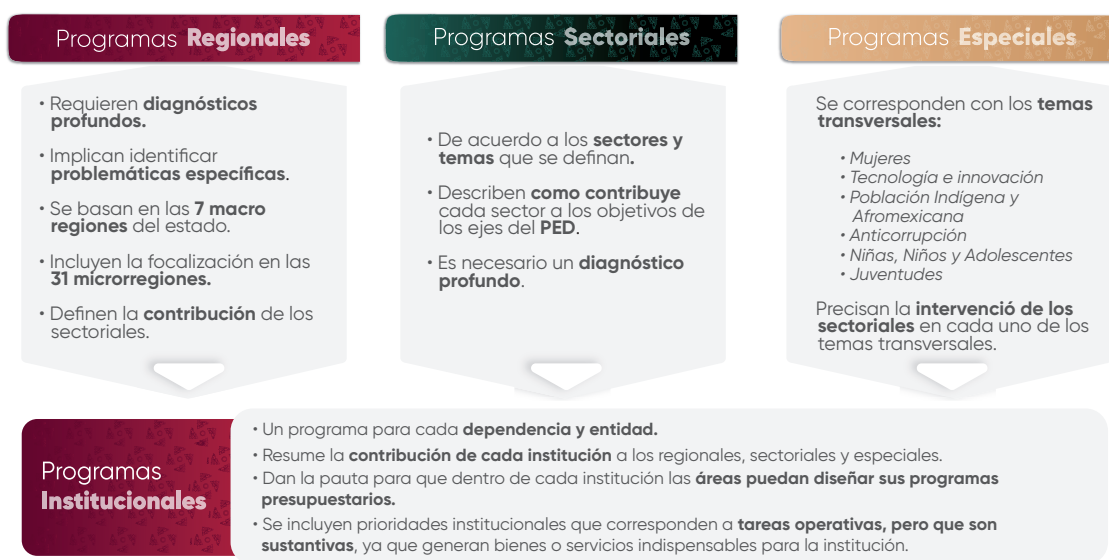 Programas Regionales
• Requieren diagnósticos
profundos.
• Implican identificar
problemáticas específicas.
• Se basan en las 7 macro
regiones del estado.
• Incluyen la focalización en las
31 microrregiones.
• Definen la contribución de los
sectoriales.
Programas Sectoriales
• De acuerdo a los sectores y
temas que se definan.
• Describen como contribuye
cada sector a los objetivos de
los ejes del PED.
• Es necesario un diagnóstico
profundo.
Programas Especiales
Se corresponden con los temas
transversales:
• Mujeres
• Tecnología e innovación
• Población Indígena y
Afromexicana
• Anticorrupción
• Niñas, Niños y Adolescentes
• Juventudes
Precisan la intervenció de los
sectoriales en cada uno de los
temas transversales.
Programas
Institucionales
• Un programa para cada dependencia y entidad.
• Resume la contribución de cada institución a los regionales, sectoriales y especiales.
• Dan la pauta para que dentro de cada institución las áreas puedan diseñar sus programas
presupuestarios.
• Se incluyen prioridades institucionales que corresponden a tareas operativas, pero que son
sustantivas, ya que generan bienes o servicios indispensables para la institución.